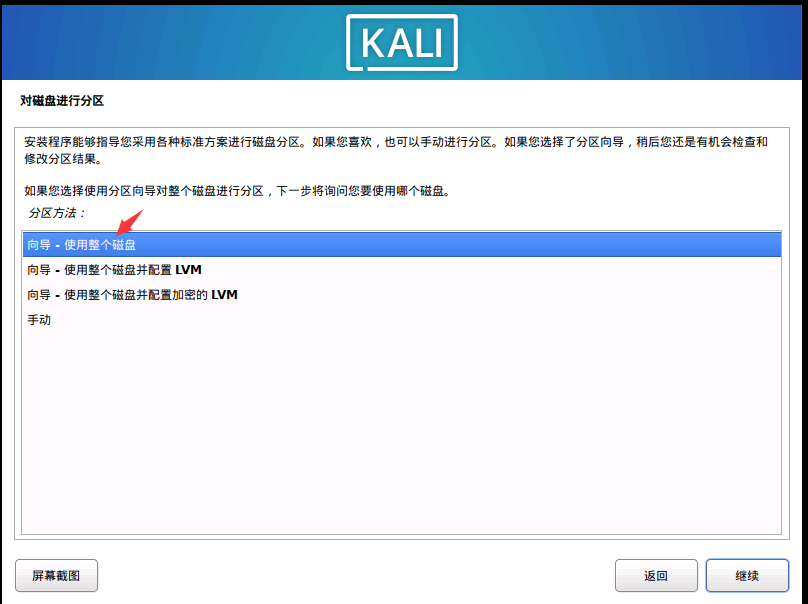 KALI
对磁盘进行分区
安装程序能够指导您采用各种标准方案进行磁盘分区。如果您喜欢，也可以手动进行分区。如果您选择了分区向导，稍后您还是有机会检查和
修改分区结果。
如果您选择使用分区向导对整个磁盘进行分区，下一步将询问您要使用哪个磁盘。
分区方法：
向导 - 使用整个磁盘
向导 - 使用整个磁盘并配置 LVM
向导 - 使用整个磁盘并配置加密的 LVM
手动
屏幕截图
返回
继续